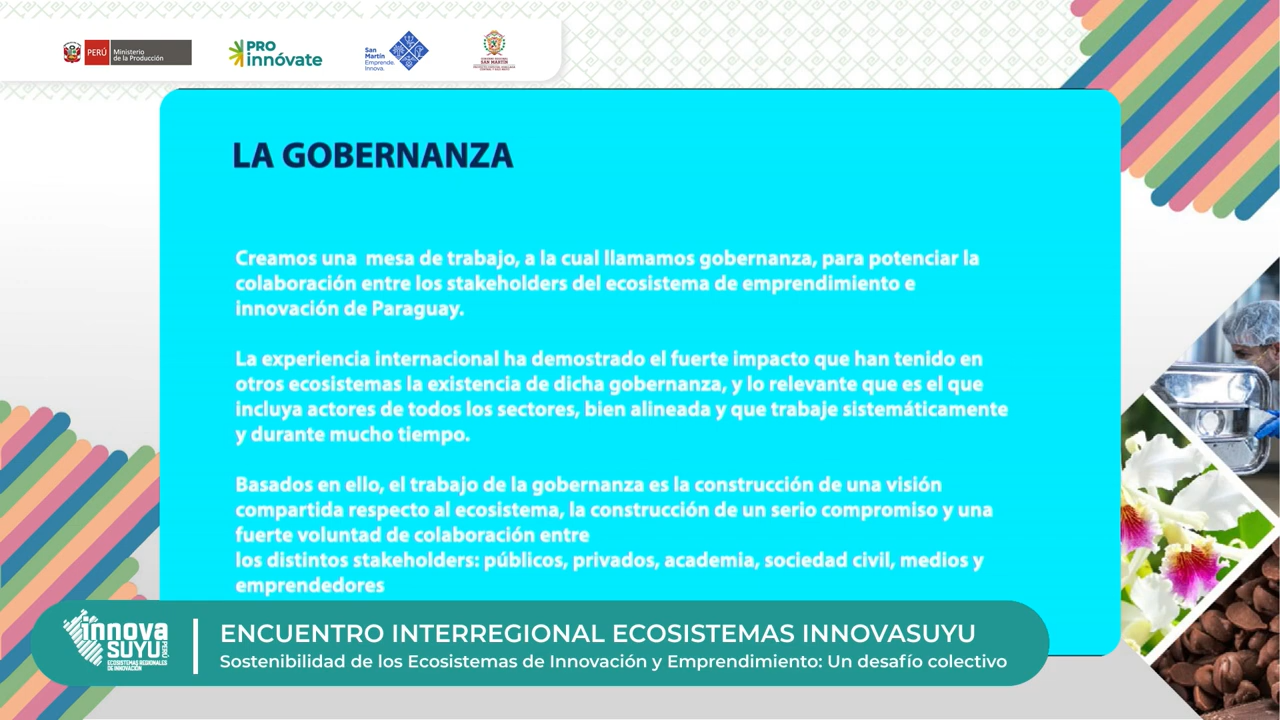 PERÚ
Ministerio
de la Producción
PRO
innóvate
San
Martín
Emprende.
Innova.
SAN MARTÍN
LA GOBERNANZA
Creamos una  mesa de trabajo, a la cual llamamos gobernanza, para potenciar la
colaboración entre los stakeholders del ecosistema de emprendimiento e
innovación de Paraguay.
La experiencia internacional ha demostrado el fuerte impacto que han tenido en
otros ecosistemas la existencia de dicha gobernanza, y lo relevante que es el que
incluya actores de todos los sectores, bien alineada y que trabaje sistemáticamente
y durante mucho tiempo.
Basados en ello, el trabajo de la gobernanza es la construcción de una visión
compartida respecto al ecosistema, la construcción de un serio compromiso y una
fuerte voluntad de colaboración entre
los distintos stakeholders: públicos, privados, academia, sociedad civil, medios y
emprendedores
innova
SUYU
PERÚ
ECOSISTEMAS REGIONALES
DE INNOVACIÓN
ENCUENTRO INTERREGIONAL ECOSISTEMAS INNOVASUYU
Sostenibilidad de los Ecosistemas de Innovación y Emprendimiento: Un desafío colectivo